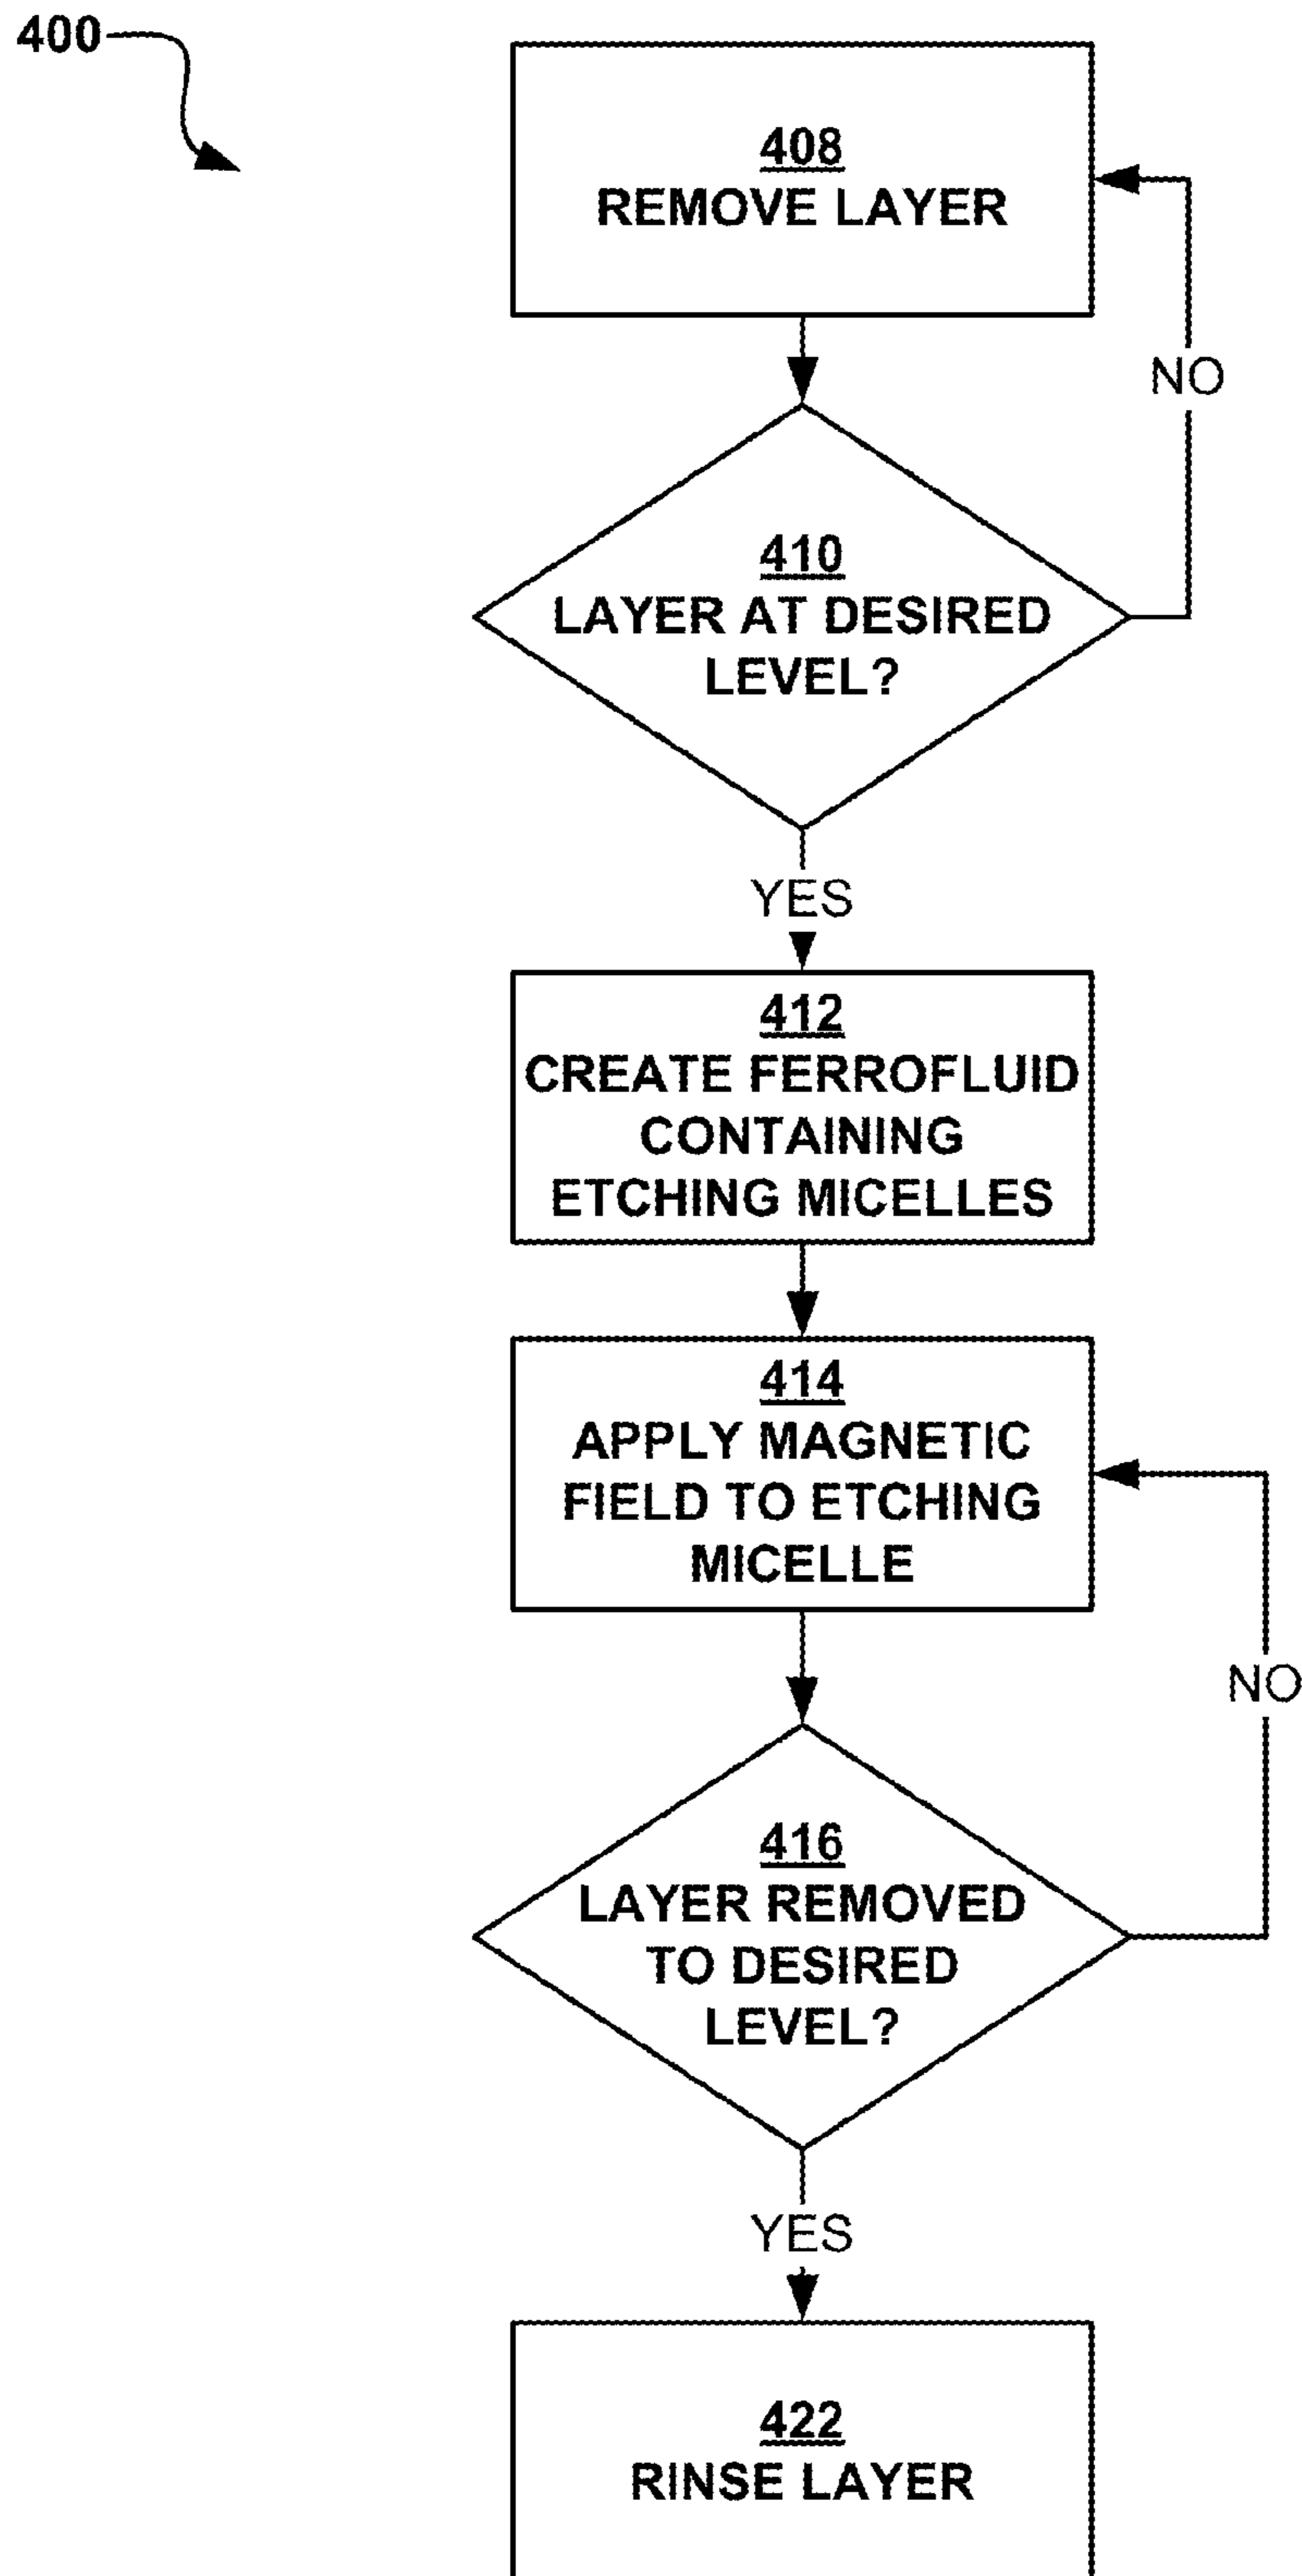 400
408
REMOVE LAYER
NO
410
LAYER AT DESIRED
LEVEL?
YES
412
CREATE FERROFLUID
CONTAINING
ETCHING MICELLES
414
APPLY MAGNETIC
FIELD TO ETCHING
MICELLE
NO
416
LAYER REMOVED
TO DESIRED
LEVEL?
YES
422
RINSE LAYER